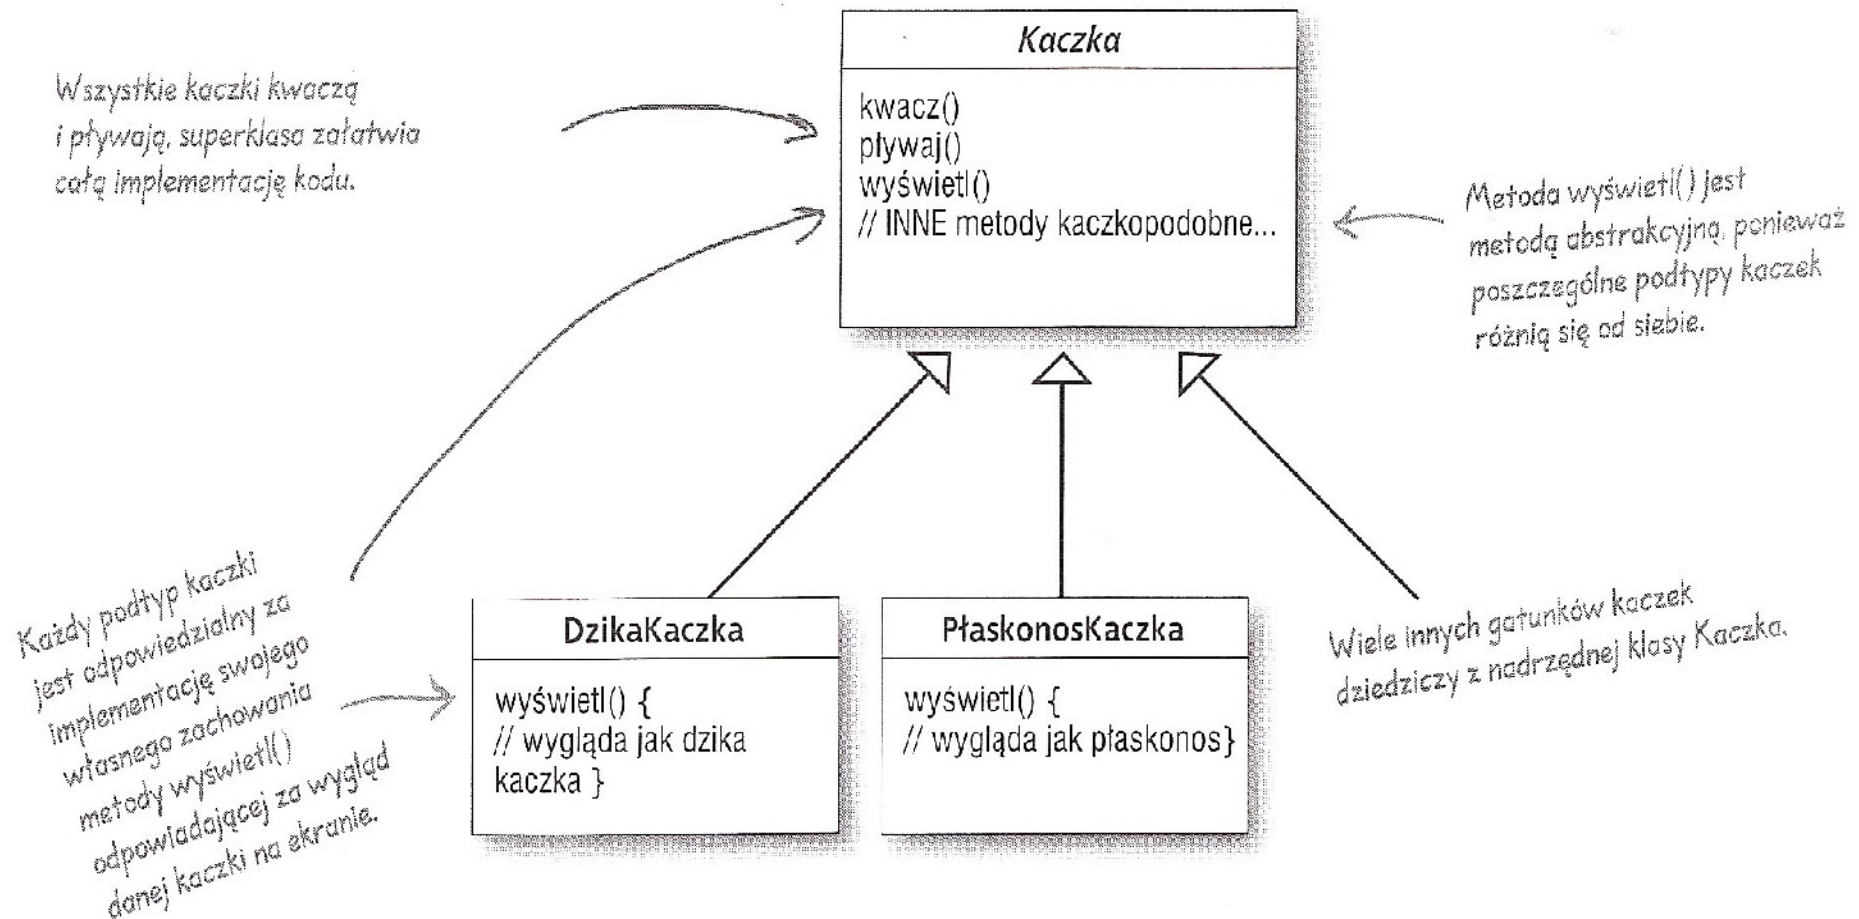 Kaczka
kwacz()
pływaj()
wyświetl()
// INNE metody kaczkopodobne...
Wszystkie kaczki kwaczą
i pływają, superklasa załatwia
całą implementację kodu.
Metoda wyświetl() jest
metodą abstrakcyjną, ponieważ
poszczególne podtypy kaczek
różnią się od siebie.
Każdy podtyp kaczki
jest odpowiedzialny za
implementację swojego
własnego zachowania
metody wyświetl()
odpowiadającej za wygląd
danej kaczki na ekranie.
DzikaKaczka
wyświetl() {
// wygląda jak dzika
kaczka }
PłaskonosKaczka
wyświetl() {
// wygląda jak płaskonos}
Wiele innych gatunków kaczek
dziedziczy z nadrzędnej klasy Kaczka.